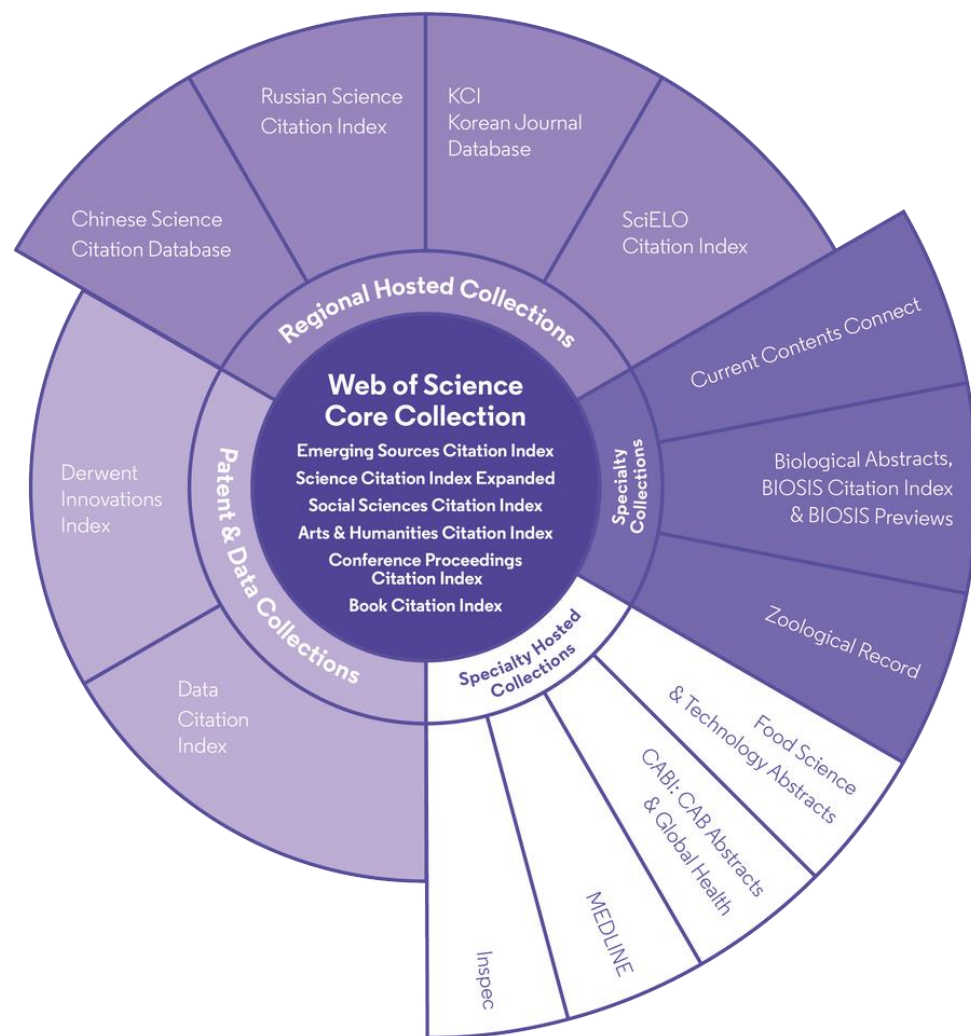 Russian Science
Citation Index
KCI
Korean Journal
Database
Chinese Science
Citation Database
SciELO
Citation Index
Regional Hosted Collections
Web of Science
Core Collection
Emerging Sources Citation Index
Science Citation Index Expanded
Social Sciences Citation Index
Arts & Humanities Citation Index
Conference Proceedings
Citation Index
Book Citation Index
Patent & Data Collections
Derwent
Innovations
Index
Data
Citation
Index
Specialty
Collections
Current Contents Connect
Biological Abstracts,
BIOSIS Citation Index
& BIOSIS Previews
Zoological Record
Specialty Hosted
Collections
Food Science
& Technology Abstracts
CABI: CAB Abstracts
& Global Health
MEDLINE
Inspec